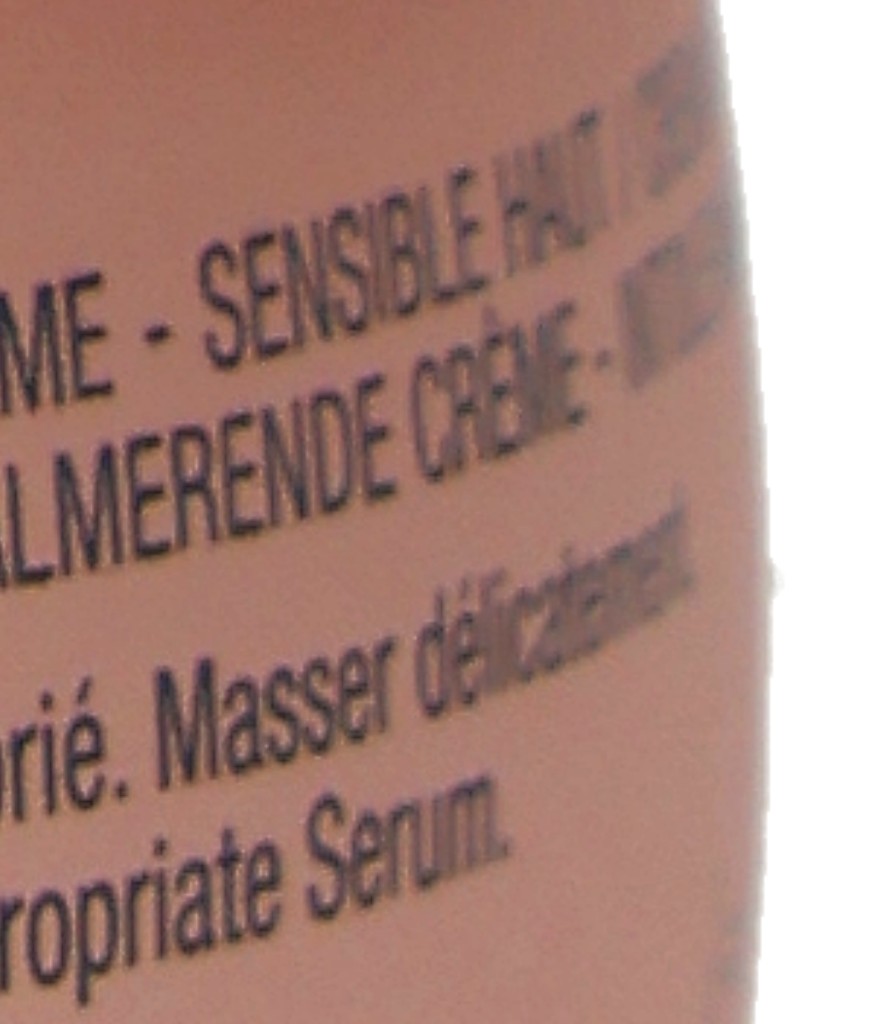 ME - SENSIBLE HAUT /
ALMERENDE CRÈME -
rié. Masser délicatement.
ropriate Serum.